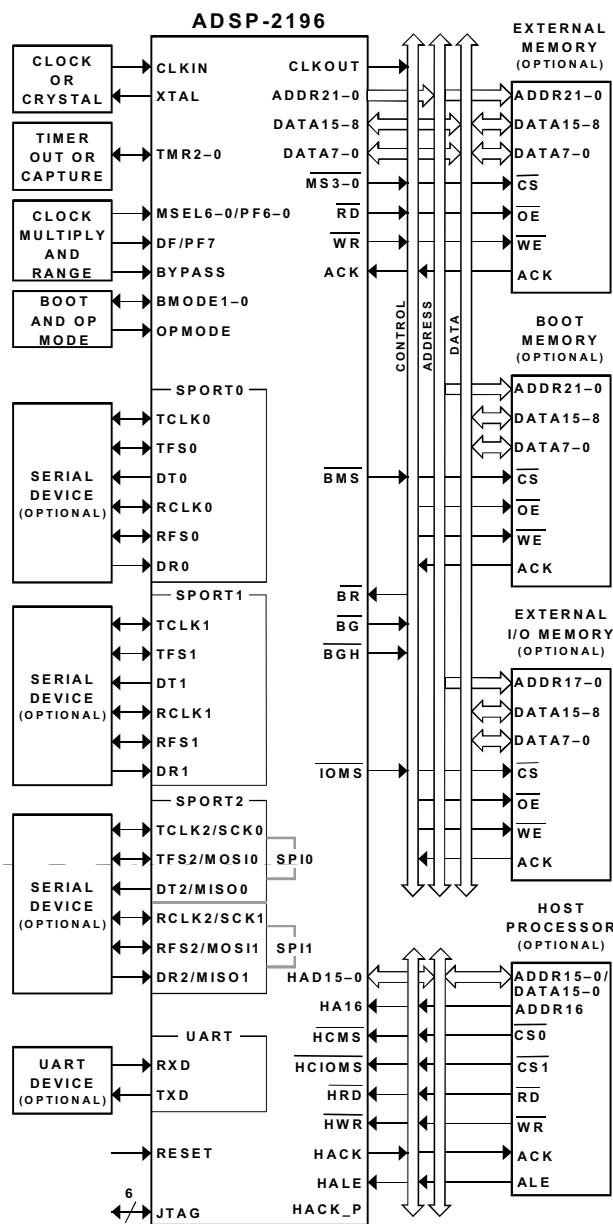 ADSP-2196
CLOCK
OR
CRYSTAL
TIMER
OUT OR
CAPTURE
CLOCK
MULTIPLY
AND
RANGE
BOOT
AND OP
MODE
SERIAL
DEVICE
(OPTIONAL)
SERIAL
DEVICE
(OPTIONAL)
SERIAL
DEVICE
(OPTIONAL)
UART
DEVICE
(OPTIONAL)
6
CLKIN
XTAL
TMR2-0
MSEL6-0/PF6-0
DF/PF7
BYPASS
BMODE1-0
OPMODE
SPORT0
TCLK0
TFS0
DT0
RCLK0
RFS0
DR0
SPORT1
TCLK1
TFS1
DT1
RCLK1
RFS1
DR1
SPORT2
TCLK2/SCK0
TFS2/MOSI0
SPI0
DT2/MISO0
RCLK2/SCK1
RFS2/MOSI1
SPI1
DR2/MISO1
UART
RXD
TXD
RESET
JTAG
CLKOUT
ADDR21-0
DATA15-8
DATA7-0
MS3-0
RD
WR
ACK
BMS
BR
BG
BGH
IOMS
HAD15-0
HA16
HCMS
HCIOMS
HRD
HWR
HACK
HALE
HACK_P
CONTROL
ADDRESS
DATA
EXTERNAL
MEMORY
(OPTIONAL)
ADDR21-0
DATA15-8
DATA7-0
CS
OE
WE
ACK
BOOT
MEMORY
(OPTIONAL)
ADDR21-0
DATA15-8
DATA7-0
CS
OE
WE
ACK
EXTERNAL
I/O MEMORY
(OPTIONAL)
ADDR17-0
DATA15-8
DATA7-0
CS
OE
WE
ACK
HOST
PROCESSOR
(OPTIONAL)
ADDR15-0/
DATA15-0
ADDR16
CS0
CS1
RD
WR
ACK
ALE